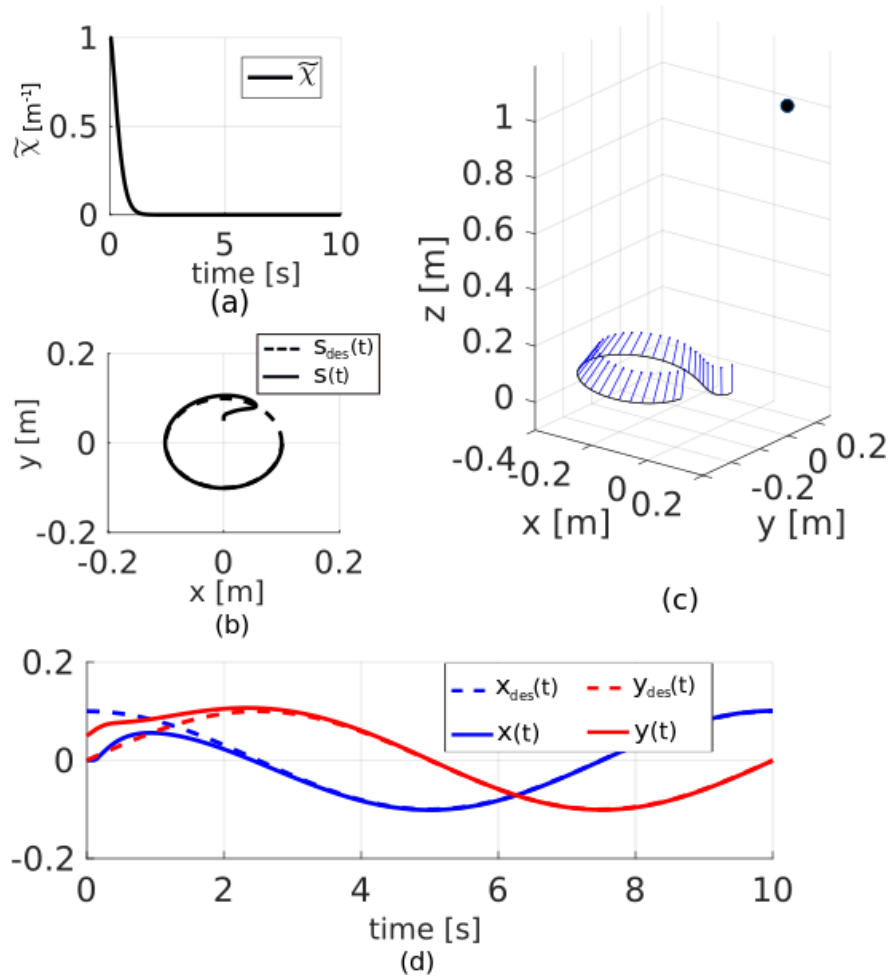 1
0.5
0
χ̃ [m⁻¹]
χ̃
0 5 10
time [s]
(a)
0.2
0
-0.2
y [m]
s_des(t)
s(t)
-0.2 0 0.2
x [m]
(b)
1
0.8
0.6
0.4
0.2
0
z [m]
-0.4
-0.2
0
0.2
x [m]
-0.2
0
0.2
y [m]
(c)
0.2
0
-0.2
x_des(t) y_des(t)
x(t) y(t)
0 2 4 6 8 10
time [s]
(d)